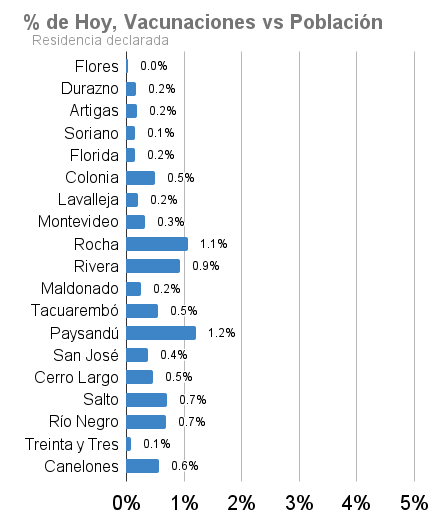 % de Hoy, Vacunaciones vs Población
Residencia declarada
Flores 0.0%
Durazno 0.2%
Artigas 0.2%
Soriano 0.1%
Florida 0.2%
Colonia 0.5%
Lavalleja 0.2%
Montevideo 0.3%
Rocha 1.1%
Rivera 0.9%
Maldonado 0.2%
Tacuarembó 0.5%
Paysandú 1.2%
San José 0.4%
Cerro Largo 0.5%
Salto 0.7%
Río Negro 0.7%
Treinta y Tres 0.1%
Canelones 0.6%
0% 1% 2% 3% 4% 5%